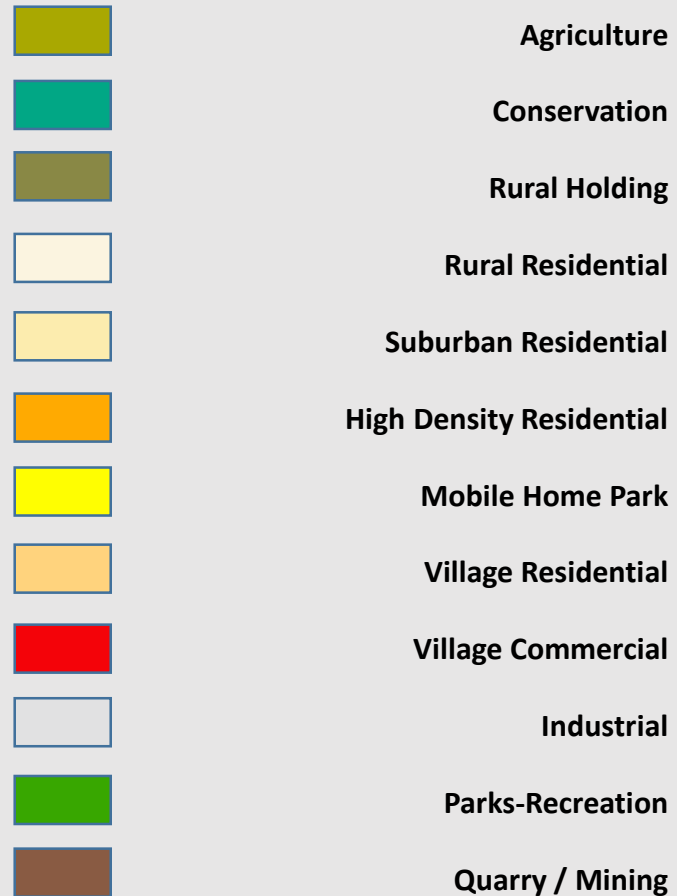 Agriculture
Conservation
Rural Holding
Rural Residential
Suburban Residential
High Density Residential
Mobile Home Park
Village Residential
Village Commercial
Industrial
Parks-Recreation
Quarry / Mining